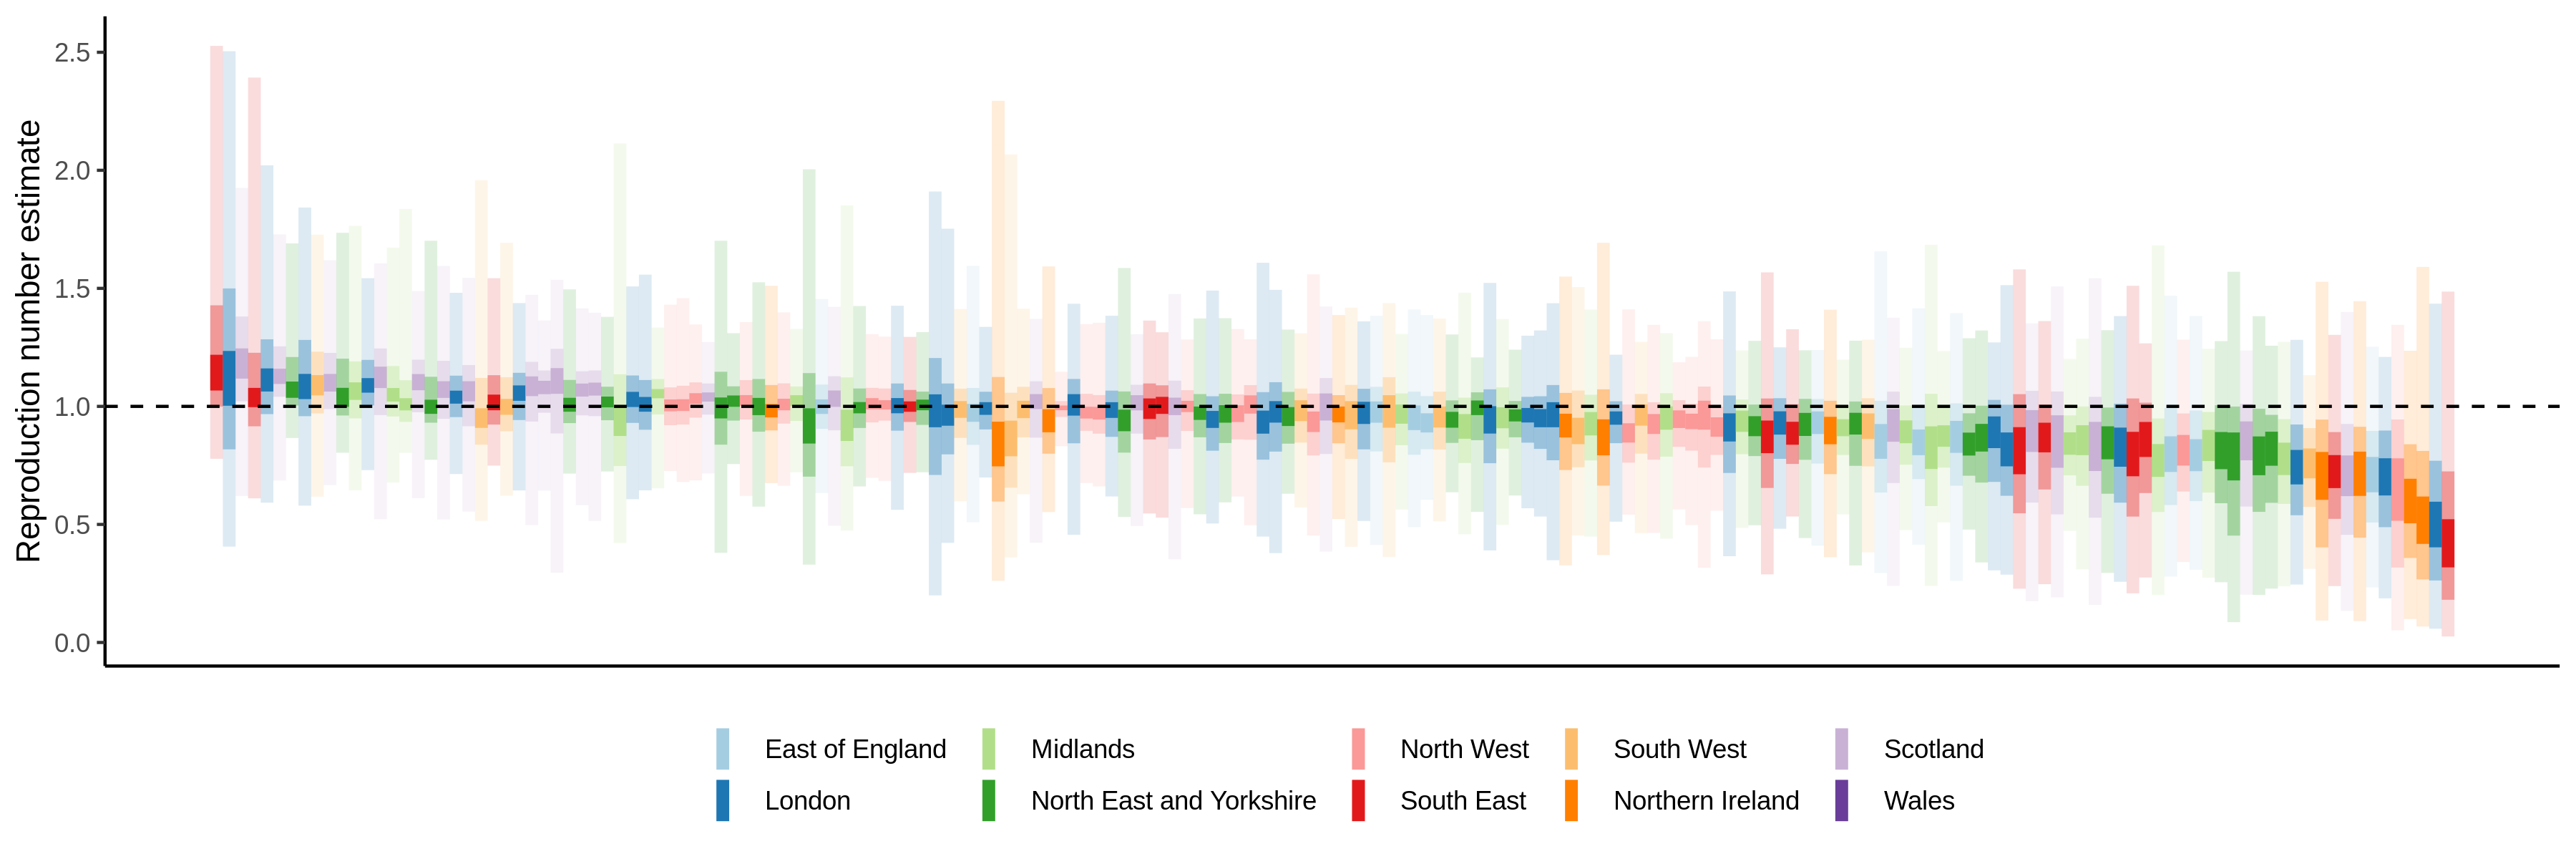 Reproduction number estimate
2.5
2.0
1.5
1.0
0.5
0.0
East of England Midlands North West South West Scotland
London North East and Yorkshire South East Northern Ireland Wales